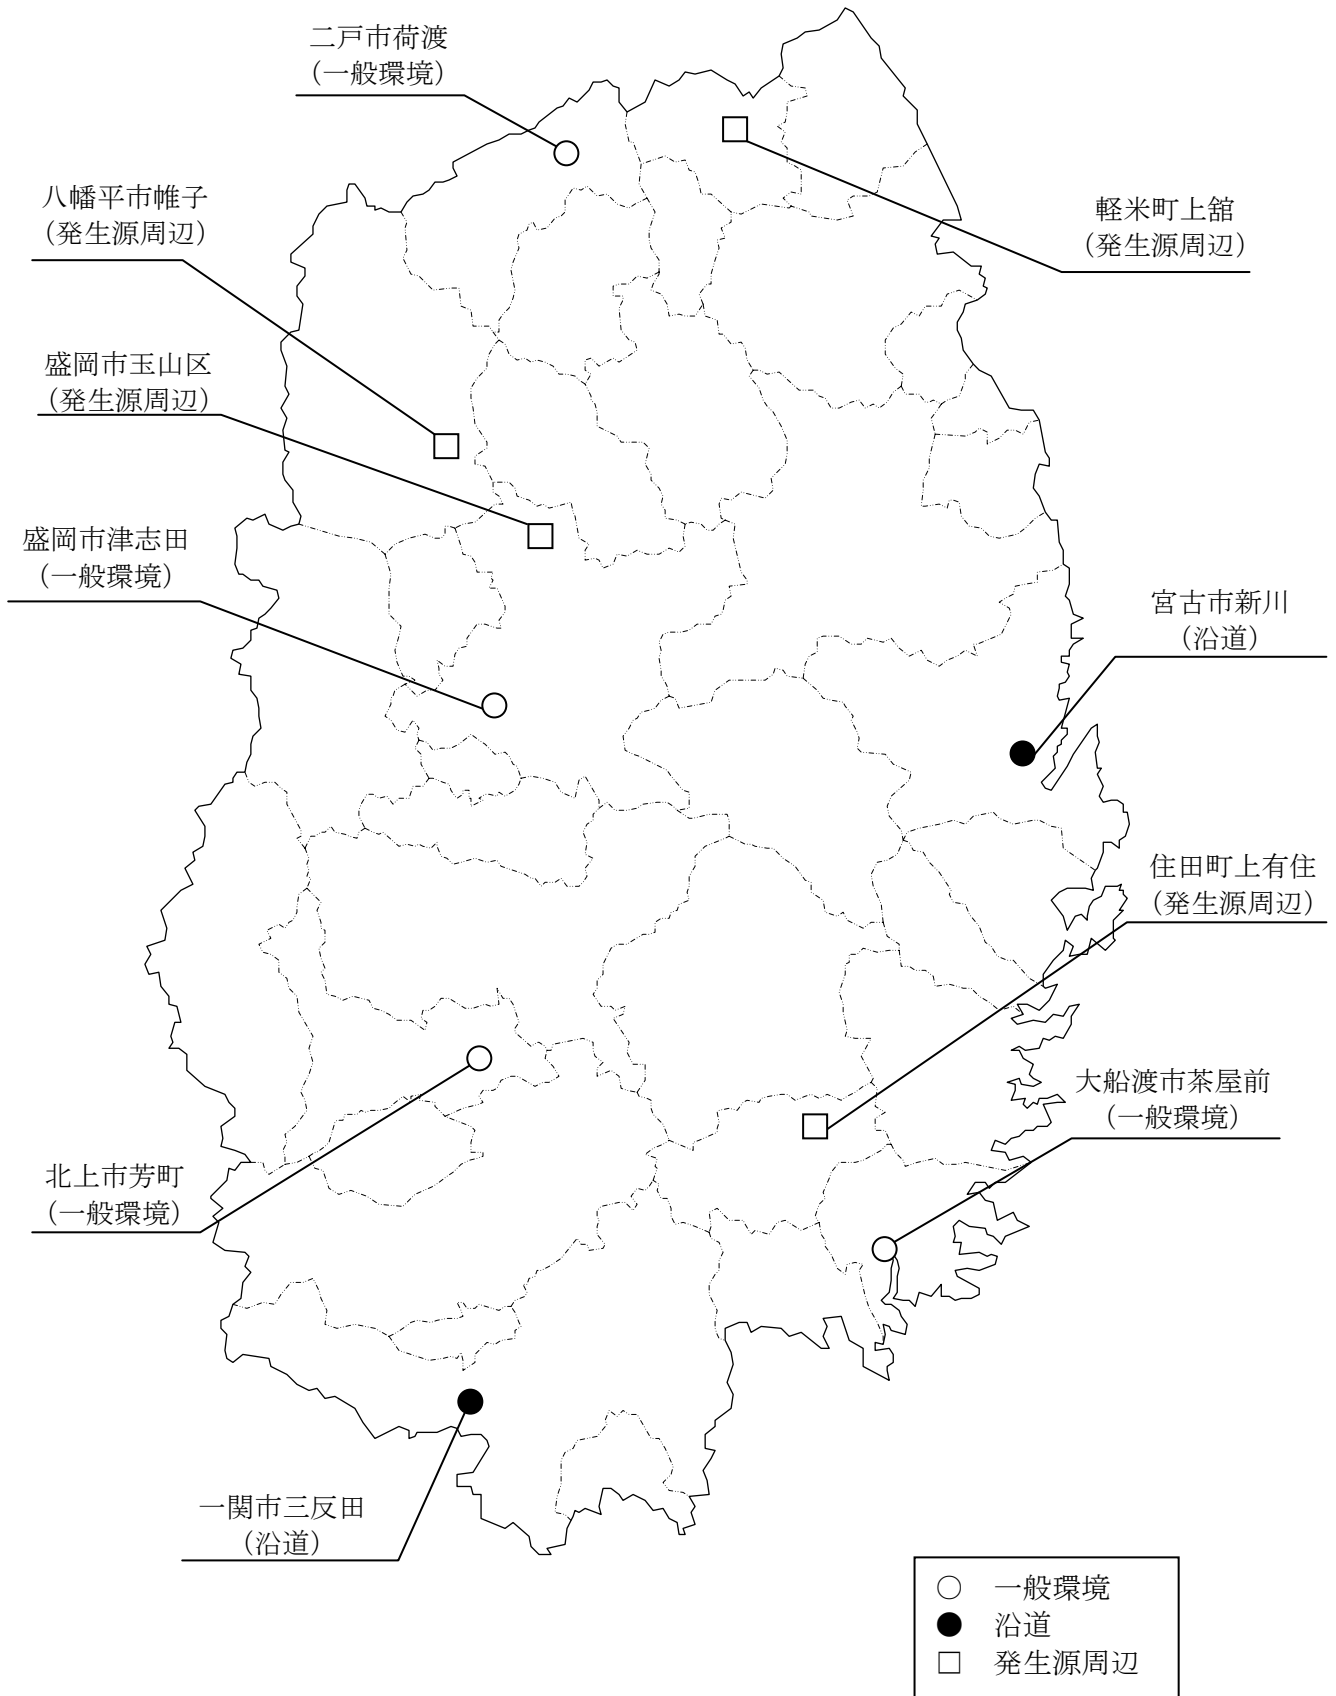 二戸市荷渡
（一般環境）
八幡平市帷子
（発生源周辺）
軽米町上舘
（発生源周辺）
盛岡市玉山区
（発生源周辺）
盛岡市津志田
（一般環境）
宮古市新川
（沿道）
住田町上有住
（発生源周辺）
大船渡市茶屋前
（一般環境）
北上市芳町
（一般環境）
一関市三反田
（沿道）
○ 一般環境
● 沿道
□ 発生源周辺